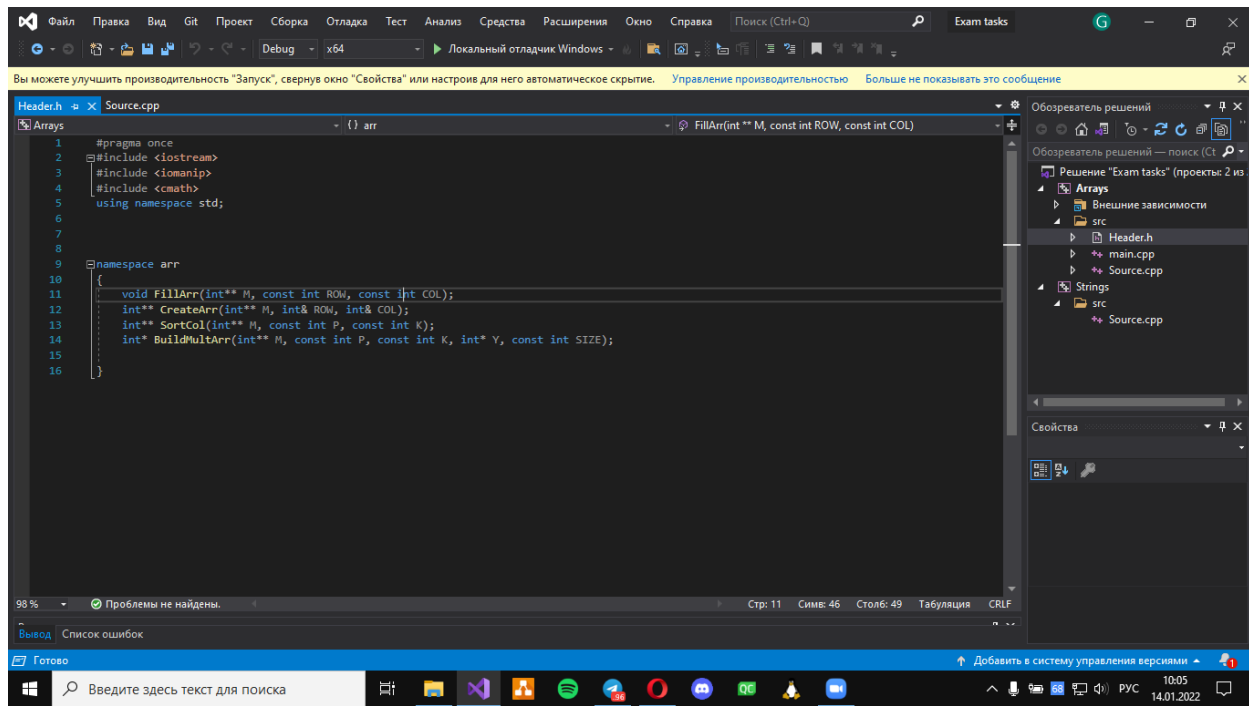 Файл Правка Вид Git Проект Сборка Отладка Тест Анализ Средства Расширения Окно Справка Поиск (Ctrl+Q) Exam tasks G
Debug x64 Локальный отладчик Windows
Вы можете улучшить производительность "Запуск", свернув окно "Свойства" или настроив для него автоматическое скрытие. Управление производительностью Больше не показывать это сообщение
Header.h Source.cpp
Arrays {} arr FillArr(int ** M, const int ROW, const int COL)
1 #pragma once
2 #include <iostream>
3 #include <iomanip>
4 #include <cmath>
5 using namespace std;
6
7
8
9 namespace arr
10 {
11 void FillArr(int** M, const int ROW, const int COL);
12 int** CreateArr(int** M, int& ROW, int& COL);
13 int** SortCol(int** M, const int P, const int K);
14 int* BuildMultArr(int** M, const int P, const int K, int* Y, const int SIZE);
15
16 }
98 % Проблемы не найдены. Стр: 11 Симв: 46 Столб: 49 Табуляция CRLF
Вывод Список ошибок
Обозреватель решений
Обозреватель решений — поиск (Ct
Решение "Exam tasks" (проекты: 2 из
Arrays
Внешние зависимости
src
Header.h
main.cpp
Source.cpp
Strings
src
Source.cpp
Свойства
Готово Добавить в систему управления версиями 1
Введите здесь текст для поиска 96 QC 68 РУС 10:05
14.01.2022